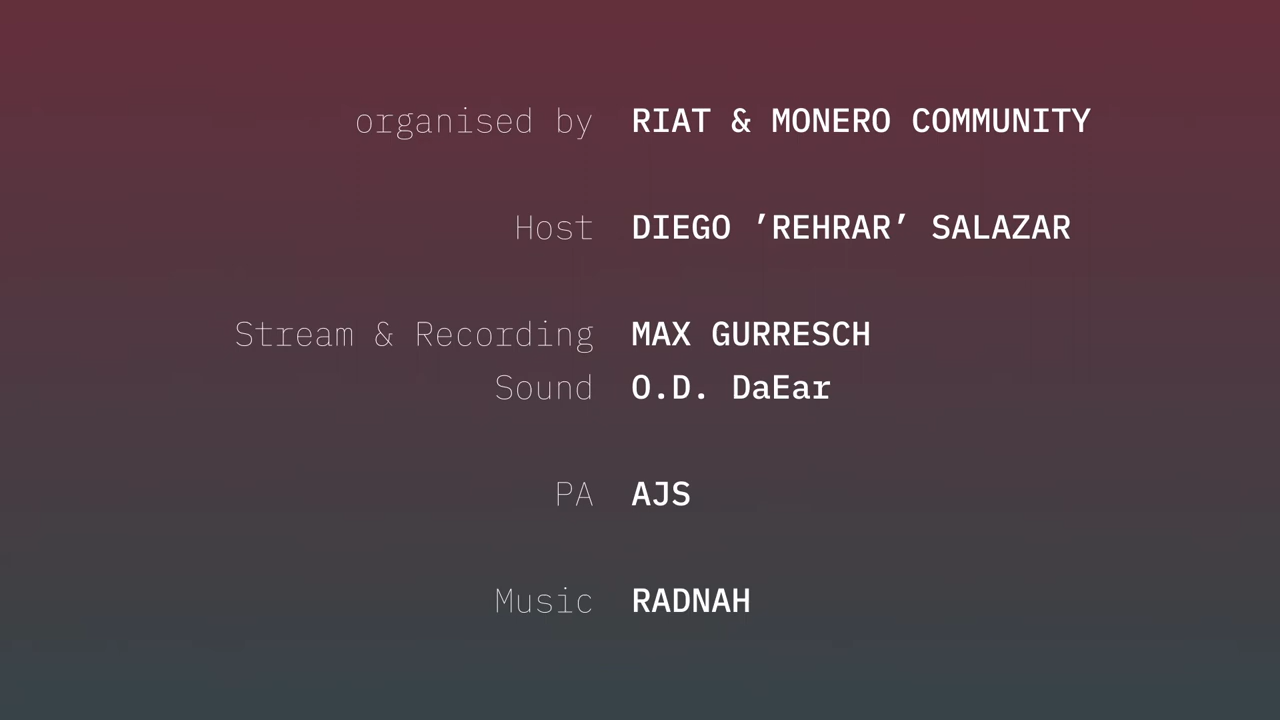 organised by RIAT & MONERO COMMUNITY
Host DIEGO ’REHRAR’ SALAZAR
Stream & Recording MAX GURRESCH
Sound O.D. DaEar
PA AJS
Music RADNAH